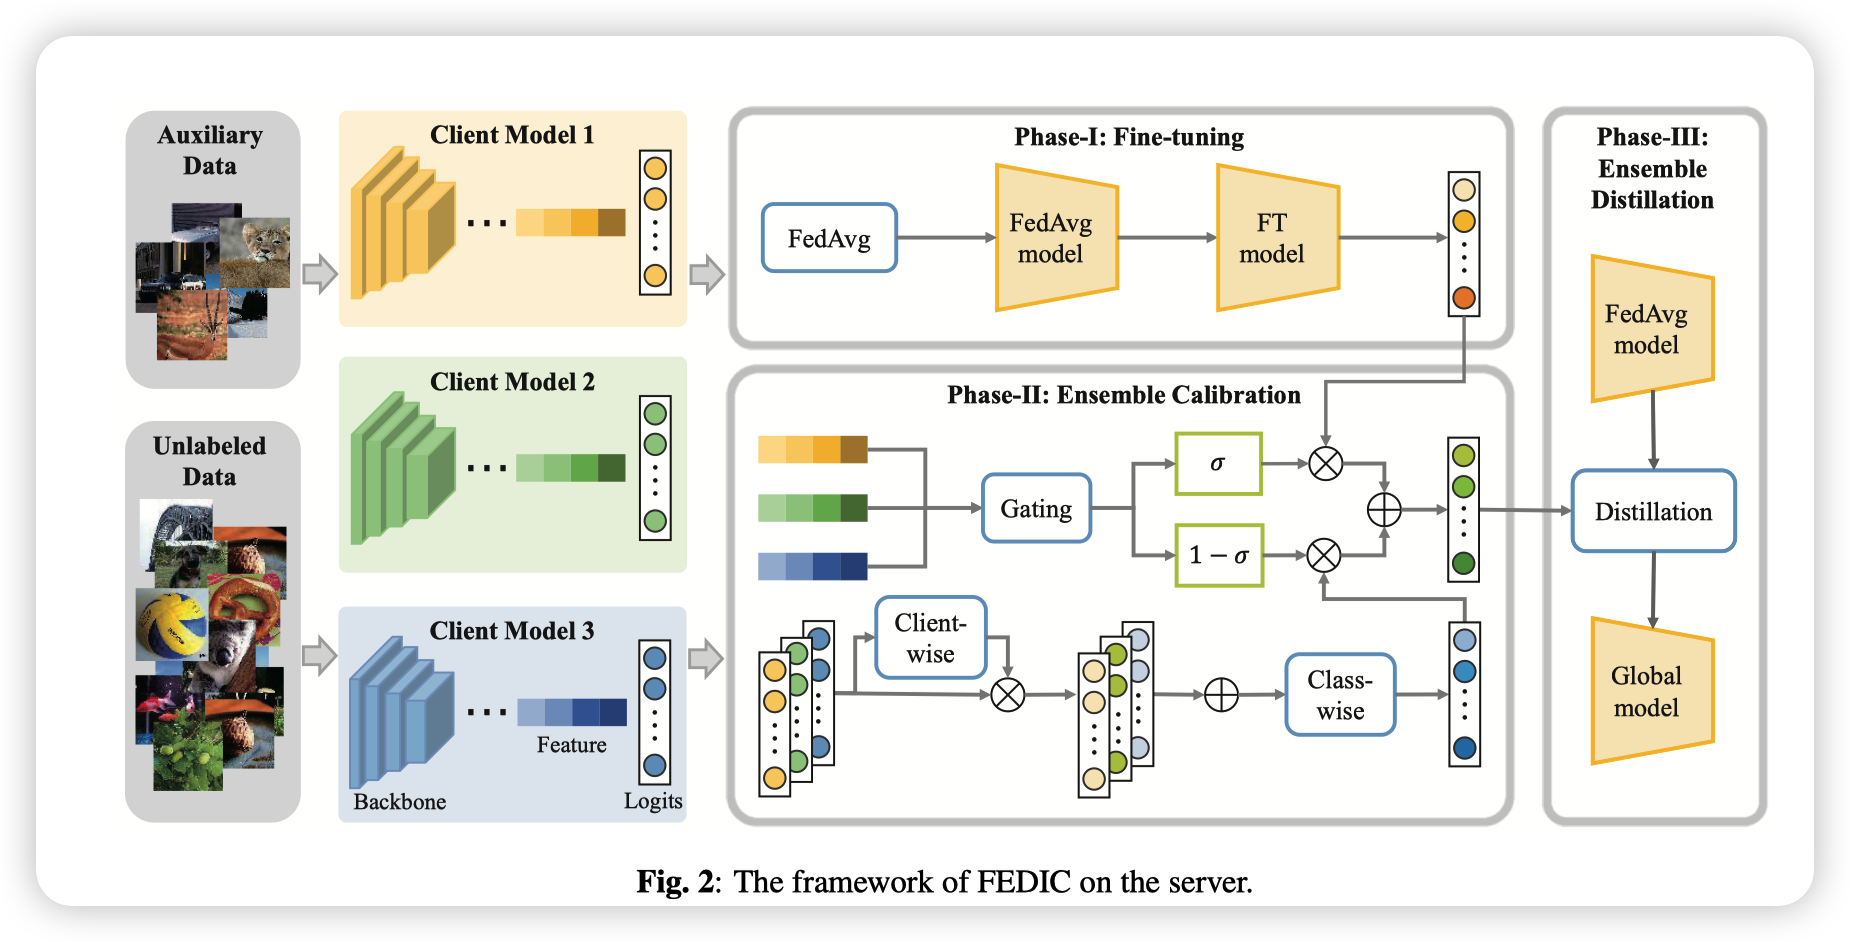 Auxiliary
Data
Unlabeled
Data
Client Model 1
Client Model 2
Client Model 3
Feature
Backbone
Logits
Phase-I: Fine-tuning
FedAvg
FedAvg
model
FT
model
Phase-II: Ensemble Calibration
Gating
σ
1 − σ
Client-
wise
Class-
wise
Phase-III:
Ensemble
Distillation
FedAvg
model
Distillation
Global
model
Fig. 2: The framework of FEDIC on the server.